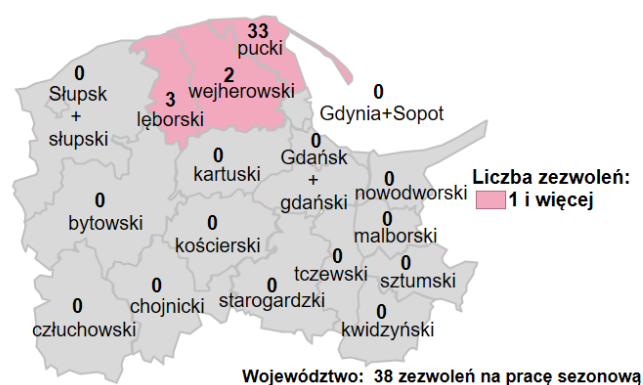 33
pucki
0
Słupsk
+
słupski
3
lęborski
2
wejherowski
0
Gdynia+Sopot
0
kartuski
0
Gdańsk
+
gdański
0
nowodworski
Liczba zezwoleń:
1 i więcej
0
bytowski
0
kościerski
0
malborski
0
tczewski
0
sztumski
0
człuchowski
0
chojnicki
0
starogardzki
0
kwidzyński
Województwo: 38 zezwoleń na pracę sezonową